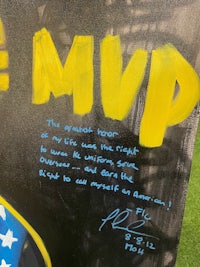 MVP
The greatest honor
of my life was the right
to wear the uniform, serve
overseas -- and earn the
Right to call myself an American!
8-8-12
MOH